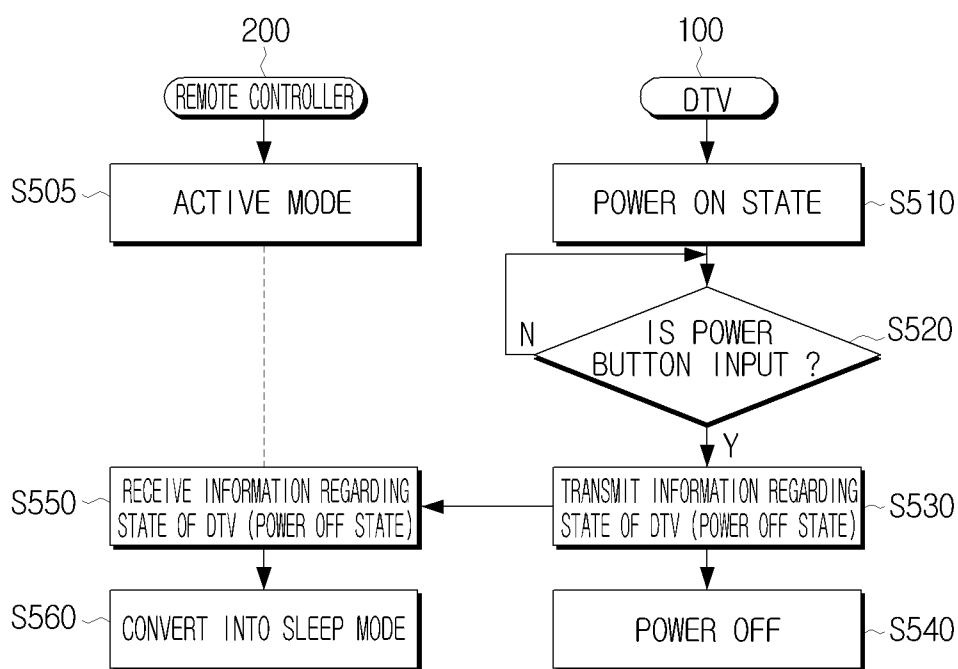 200
100
REMOTE CONTROLLER
DTV
S505
ACTIVE MODE
POWER ON STATE
S510
N
IS POWER
BUTTON INPUT ?
S520
Y
S550
RECEIVE INFORMATION REGARDING
STATE OF DTV (POWER OFF STATE)
TRANSMIT INFORMATION REGARDING
STATE OF DTV (POWER OFF STATE)
S530
S560
CONVERT INTO SLEEP MODE
POWER OFF
S540